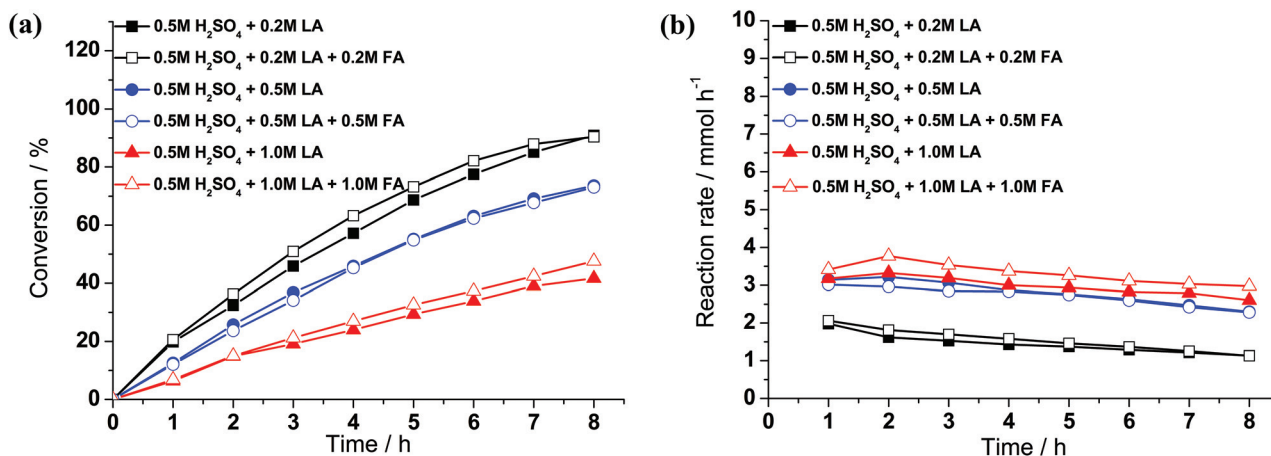 (a)
120
100
80
60
40
20
0
Conversion / %
0.5M H₂SO₄ + 0.2M LA
0.5M H₂SO₄ + 0.2M LA + 0.2M FA
0.5M H₂SO₄ + 0.5M LA
0.5M H₂SO₄ + 0.5M LA + 0.5M FA
0.5M H₂SO₄ + 1.0M LA
0.5M H₂SO₄ + 1.0M LA + 1.0M FA
0 1 2 3 4 5 6 7 8
Time / h
(b)
10
9
8
7
6
5
4
3
2
1
0
Reaction rate / mmol h⁻¹
0.5M H₂SO₄ + 0.2M LA
0.5M H₂SO₄ + 0.2M LA + 0.2M FA
0.5M H₂SO₄ + 0.5M LA
0.5M H₂SO₄ + 0.5M LA + 0.5M FA
0.5M H₂SO₄ + 1.0M LA
0.5M H₂SO₄ + 1.0M LA + 1.0M FA
0 1 2 3 4 5 6 7 8
Time / h